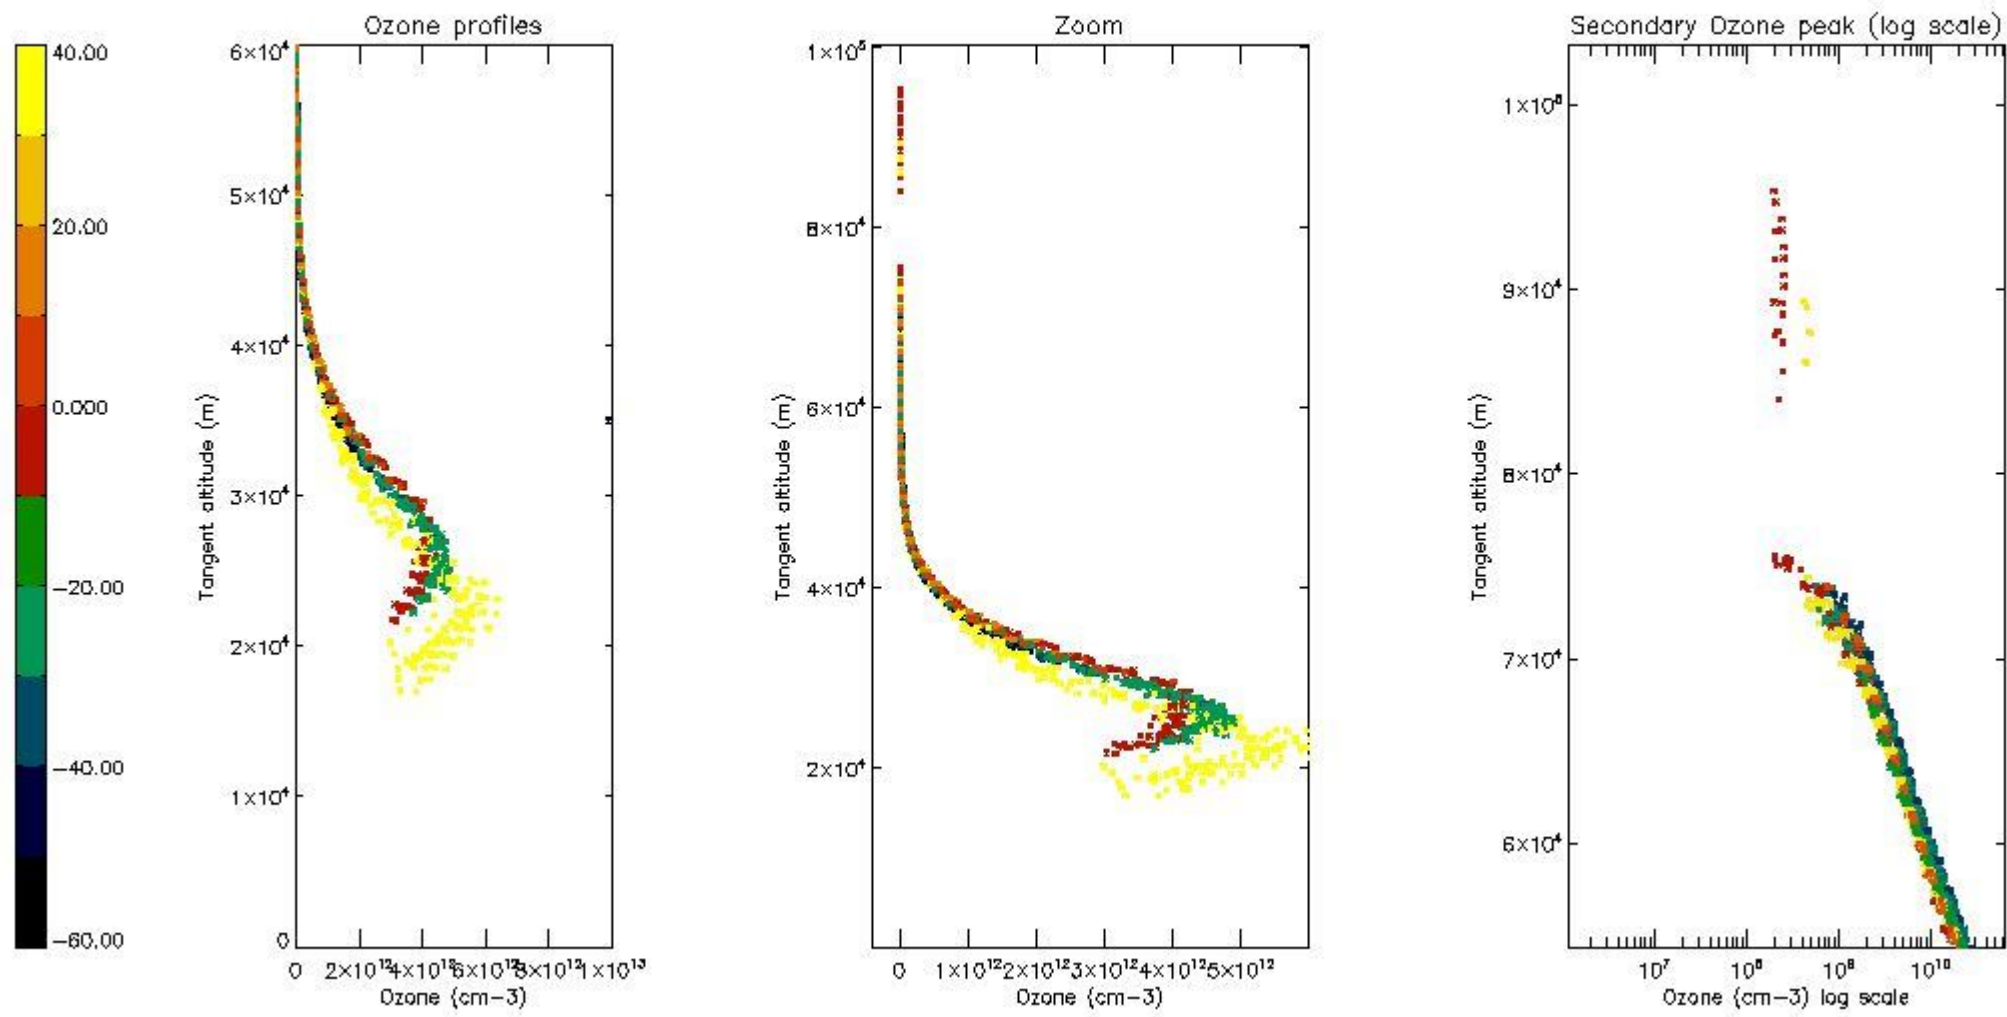 Ozone profiles
Zoom
Secondary Ozone peak (log scale)
40.00
20.00
0.000
-20.00
-40.00
-60.00
6×10⁴
5×10⁴
4×10⁴
3×10⁴
2×10⁴
1×10⁴
0
Tangent altitude (m)
0 2×10¹² 4×10¹² 6×10¹² 8×10¹² 1×10¹³
Ozone (cm-3)
1×10⁵
8×10⁴
6×10⁴
4×10⁴
2×10⁴
Tangent altitude (m)
0 1×10¹² 2×10¹² 3×10¹² 4×10¹² 5×10¹²
Ozone (cm-3)
9×10⁴
8×10⁴
7×10⁴
6×10⁴
Tangent altitude (m)
10⁷ 10⁸ 10⁹ 10¹⁰
Ozone (cm-3) log scale